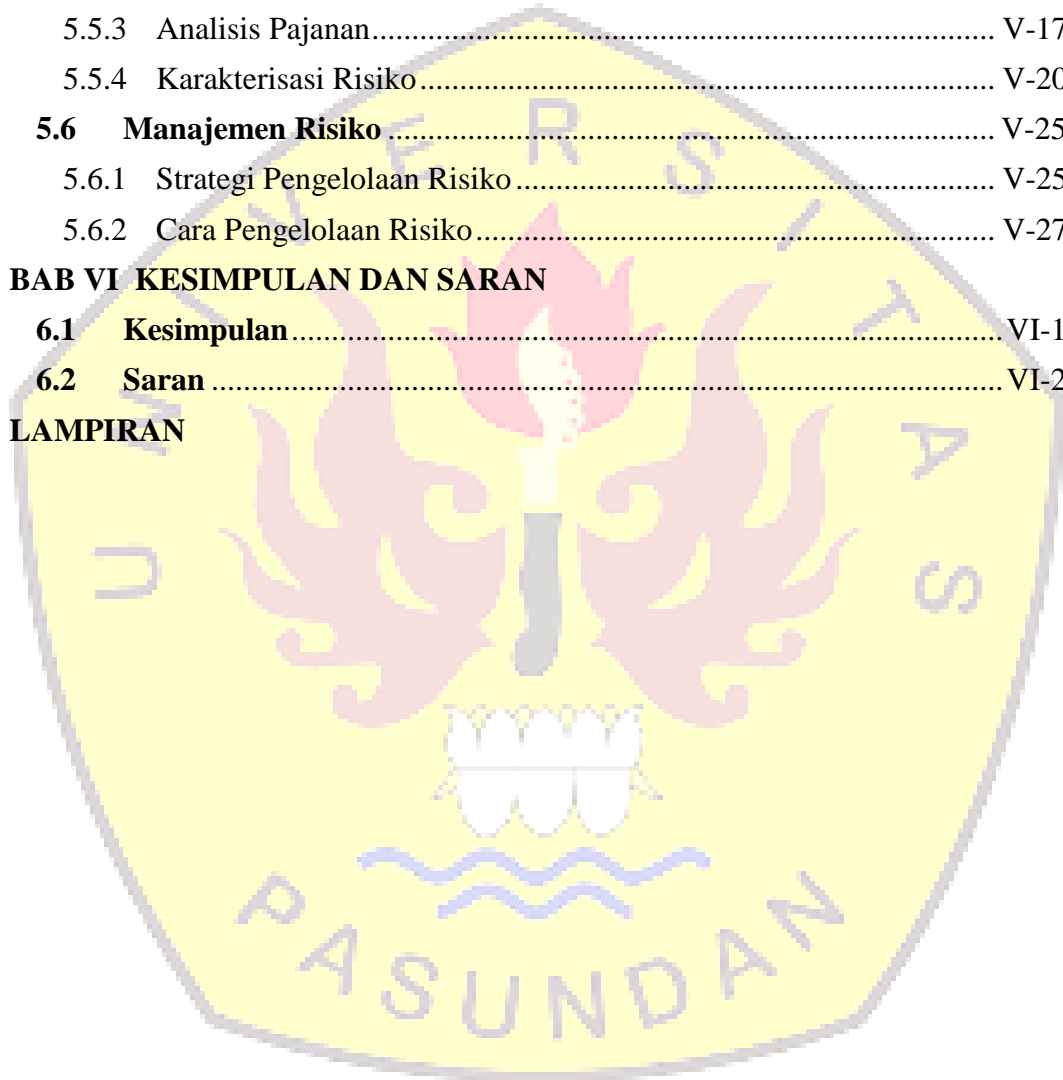 5.5.3 Analisis Pajanan.............................................................................. V-17
5.5.4 Karakterisasi Risiko........................................................................ V-20
5.6 Manajemen Risiko............................................................................ V-25
5.6.1 Strategi Pengelolaan Risiko............................................................ V-25
5.6.2 Cara Pengelolaan Risiko................................................................. V-27
BAB VI KESIMPULAN DAN SARAN
6.1 Kesimpulan........................................................................................ VI-1
6.2 Saran.................................................................................................. VI-2
LAMPIRAN
UNIVERSITAS
PASUNDAN